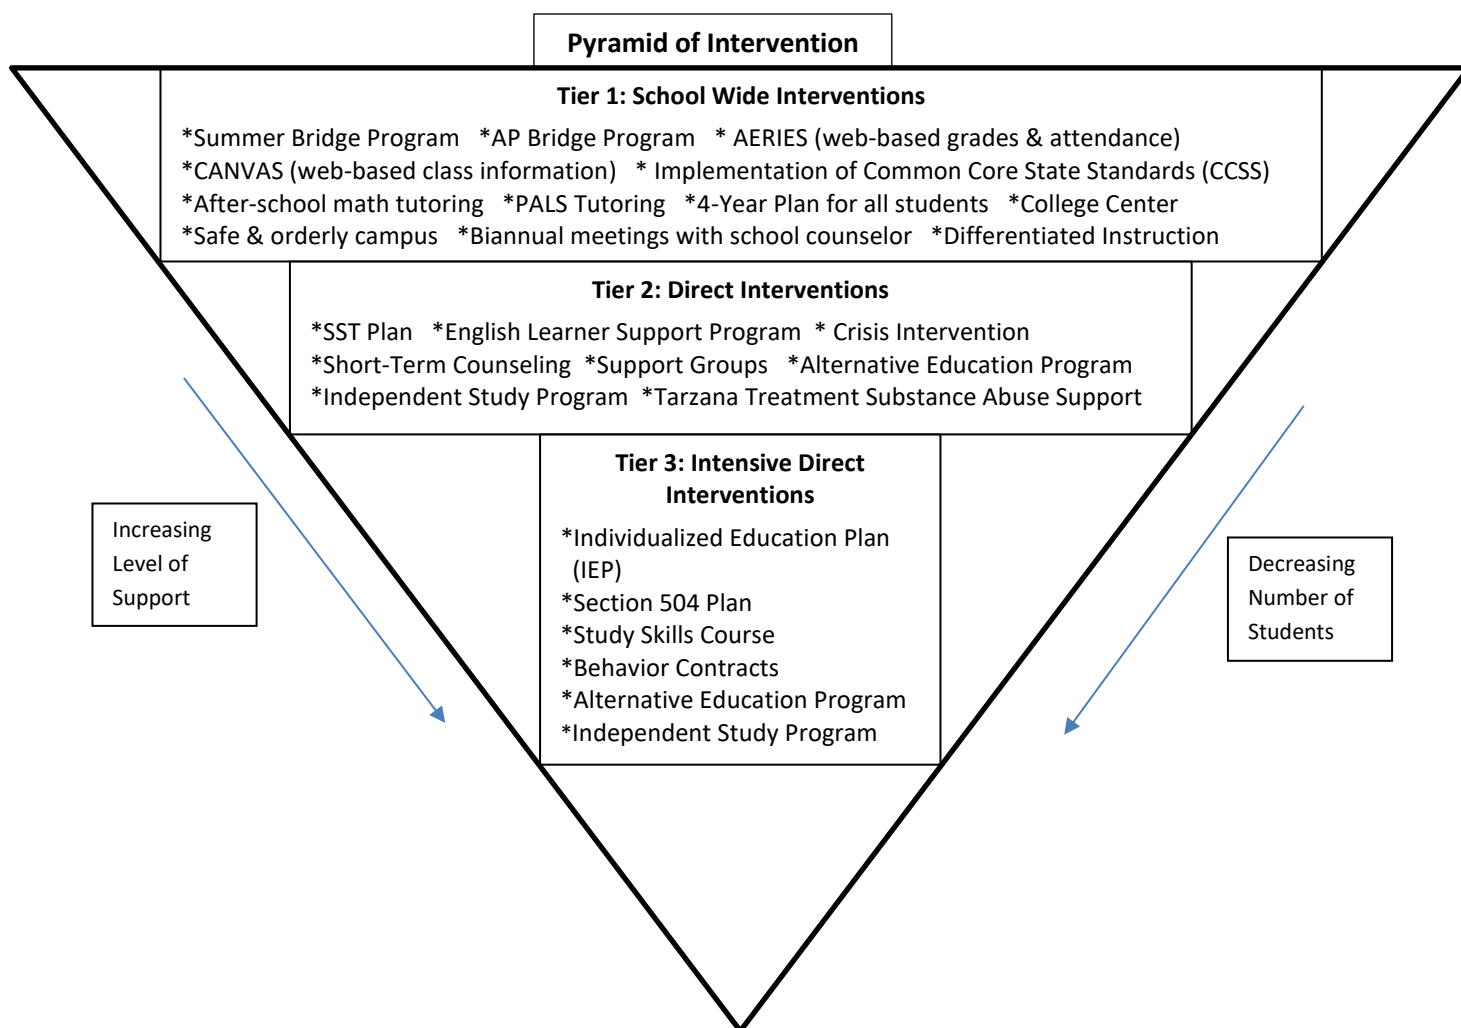 Pyramid of Intervention
Tier 1: School Wide Interventions
*Summer Bridge Program *AP Bridge Program * AERIES (web-based grades & attendance)
*CANVAS (web-based class information) * Implementation of Common Core State Standards (CCSS)
*After-school math tutoring *PALS Tutoring *4-Year Plan for all students *College Center
*Safe & orderly campus *Biannual meetings with school counselor *Differentiated Instruction
Tier 2: Direct Interventions
*SST Plan *English Learner Support Program * Crisis Intervention
*Short-Term Counseling *Support Groups *Alternative Education Program
*Independent Study Program *Tarzana Treatment Substance Abuse Support
Tier 3: Intensive Direct
Interventions
*Individualized Education Plan
(IEP)
*Section 504 Plan
*Study Skills Course
*Behavior Contracts
*Alternative Education Program
*Independent Study Program
Increasing
Level of
Support
Decreasing
Number of
Students